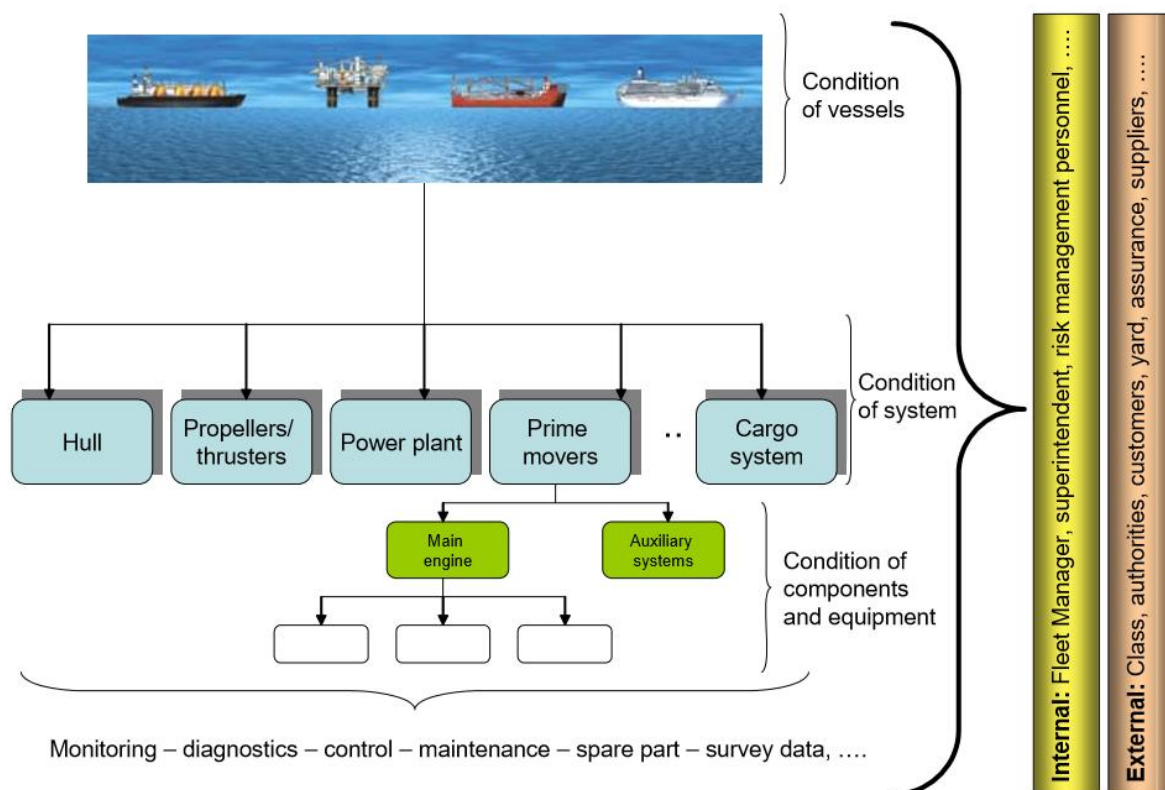 Condition
of vessels
Condition
of system
Hull
Propellers/
thrusters
Power plant
Prime
movers
..
Cargo
system
Main
engine
Auxiliary
systems
Condition of
components
and equipment
Monitoring – diagnostics – control – maintenance – spare part – survey data, ….
Internal: Fleet Manager, superintendent, risk management personnel, ….
External: Class, authorities, customers, yard, assurance, suppliers, ….